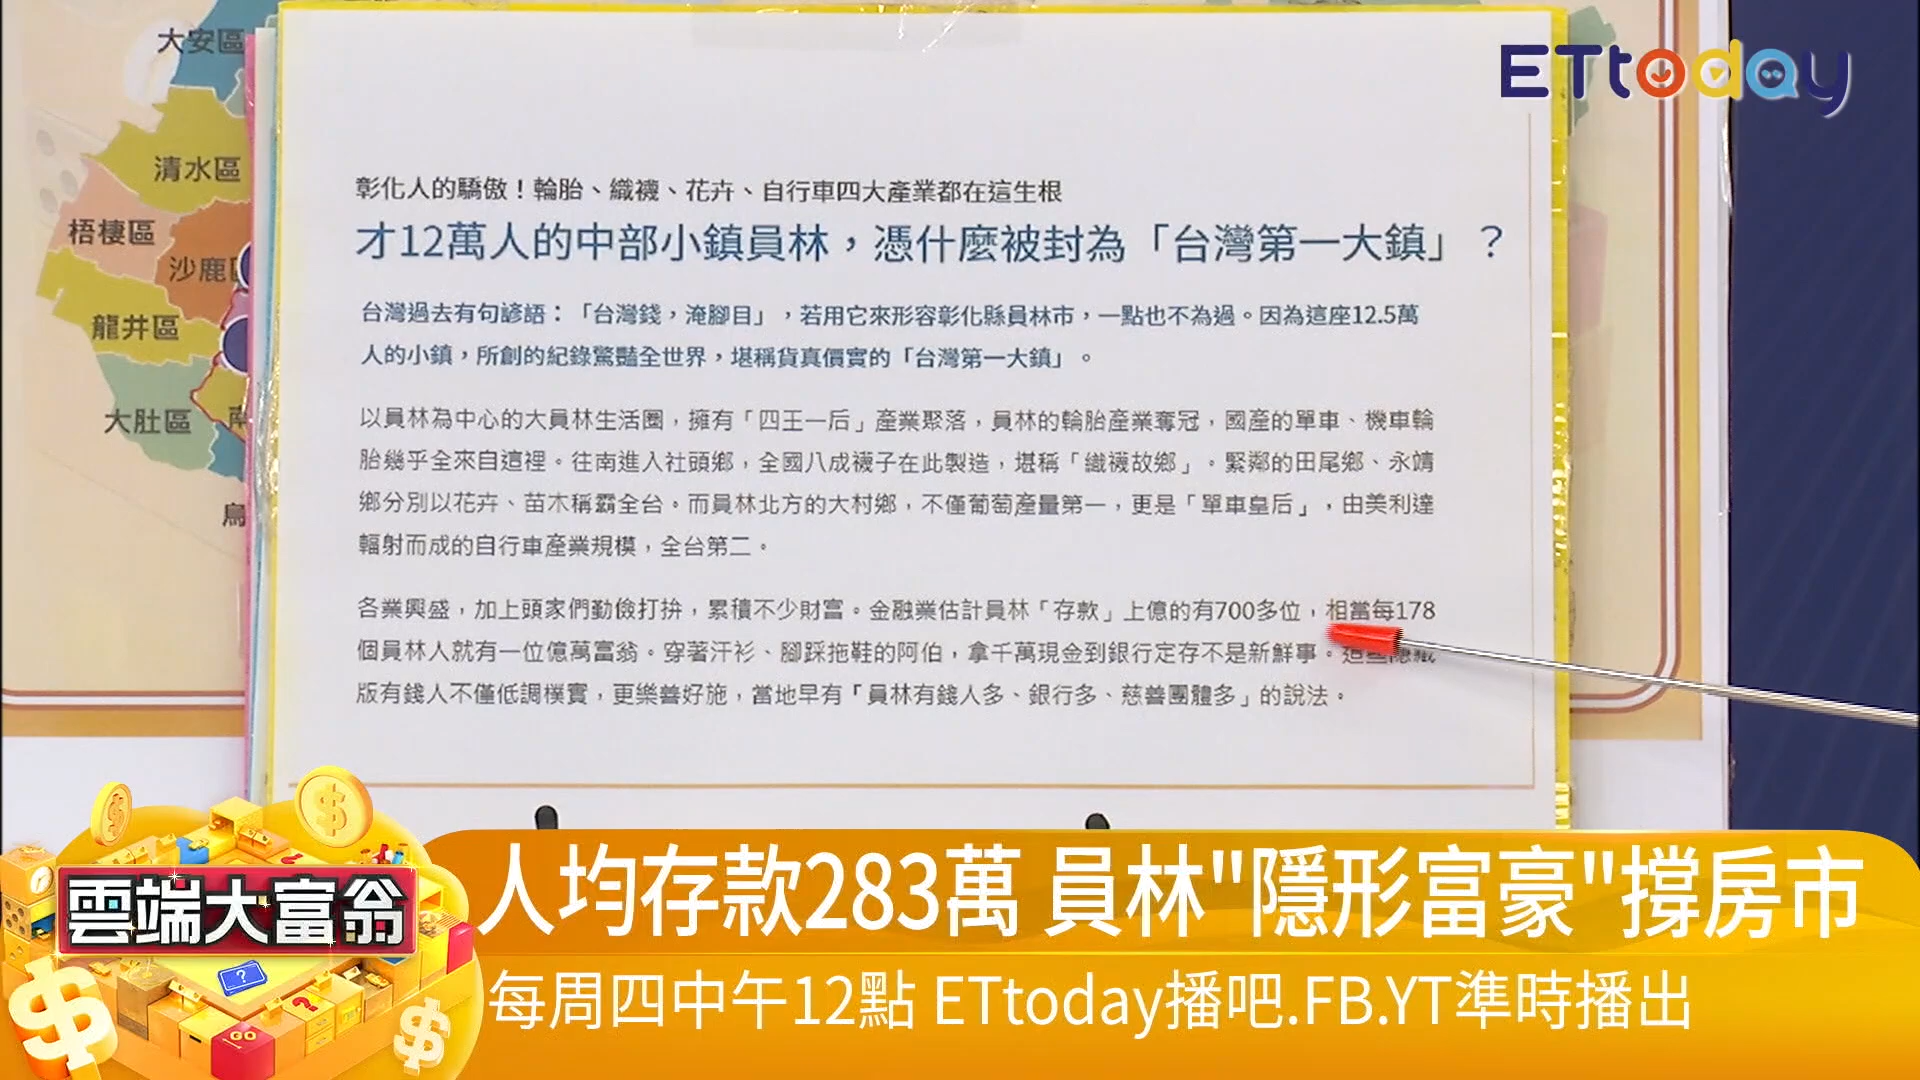 大安區
清水區
梧棲區
沙鹿
龍井區
大肚區
南
烏
ETtoday
彰化人的驕傲！輪胎、織襪、花卉、自行車四大產業都在這生根
才12萬人的中部小鎮員林，憑什麼被封為「台灣第一大鎮」？
台灣過去有句諺語：「台灣錢，淹腳目」，若用它來形容彰化縣員林市，一點也不為過。因為這座12.5萬
人的小鎮，所創的紀錄驚豔全世界，堪稱貨真價實的「台灣第一大鎮」。
以員林為中心的大員林生活圈，擁有「四王一后」產業聚落，員林的輪胎產業奪冠，國產的單車、機車輪
胎幾乎全來自這裡。往南進入社頭鄉，全國八成襪子在此製造，堪稱「織襪故鄉」。緊鄰的田尾鄉、永靖
鄉分別以花卉、苗木稱霸全台。而員林北方的大村鄉，不僅葡萄產量第一，更是「單車皇后」，由美利達
輻射而成的自行車產業規模，全台第二。
各業興盛，加上頭家們勤儉打拚，累積不少財富。金融業估計員林「存款」上億的有700多位，相當每178
個員林人就有一位億萬富翁。穿著汗衫、腳踩拖鞋的阿伯，拿千萬現金到銀行定存不是新鮮事。這些隱藏
版有錢人不僅低調樸實，更樂善好施，當地早有「員林有錢人多、銀行多、慈善團體多」的說法。
雲端大富翁
GO
人均存款283萬 員林"隱形富豪"撐房市
每周四中午12點 ETtoday播吧.FB.YT準時播出